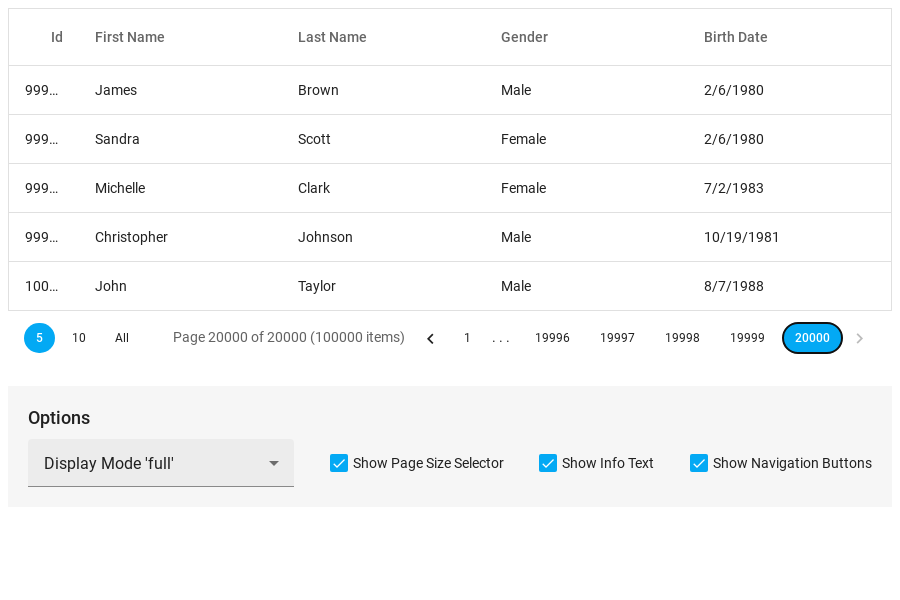 Id First Name Last Name Gender Birth Date
999... James Brown Male 2/6/1980
999... Sandra Scott Female 2/6/1980
999... Michelle Clark Female 7/2/1983
999... Christopher Johnson Male 10/19/1981
100... John Taylor Male 8/7/1988
5 10 All Page 20000 of 20000 (100000 items) 1 . . . 19996 19997 19998 19999 20000
Options
Display Mode 'full' Show Page Size Selector Show Info Text Show Navigation Buttons